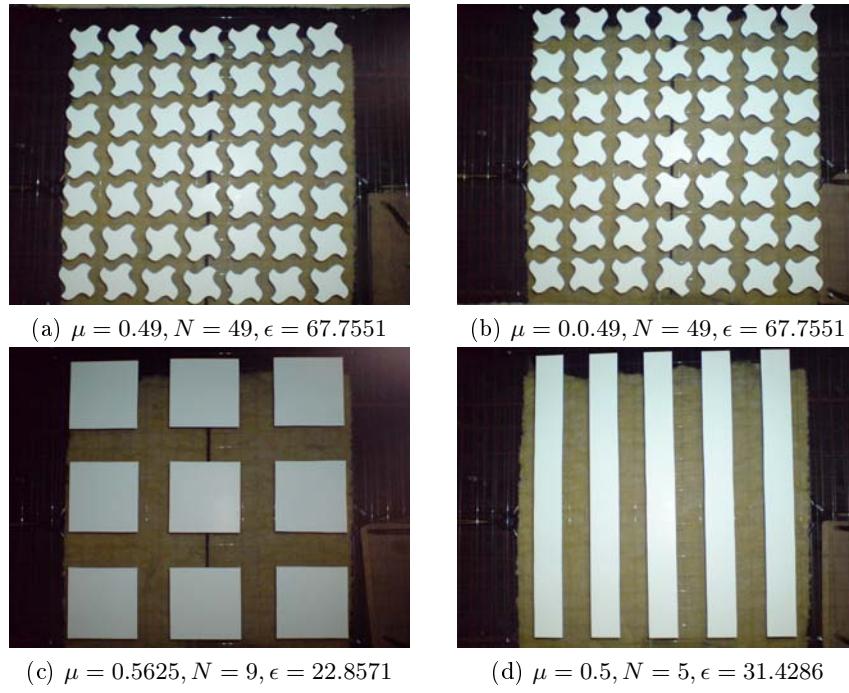 (a) μ = 0.49, N = 49, ϵ = 67.7551
(b) μ = 0.0.49, N = 49, ϵ = 67.7551
(c) μ = 0.5625, N = 9, ϵ = 22.8571
(d) μ = 0.5, N = 5, ϵ = 31.4286